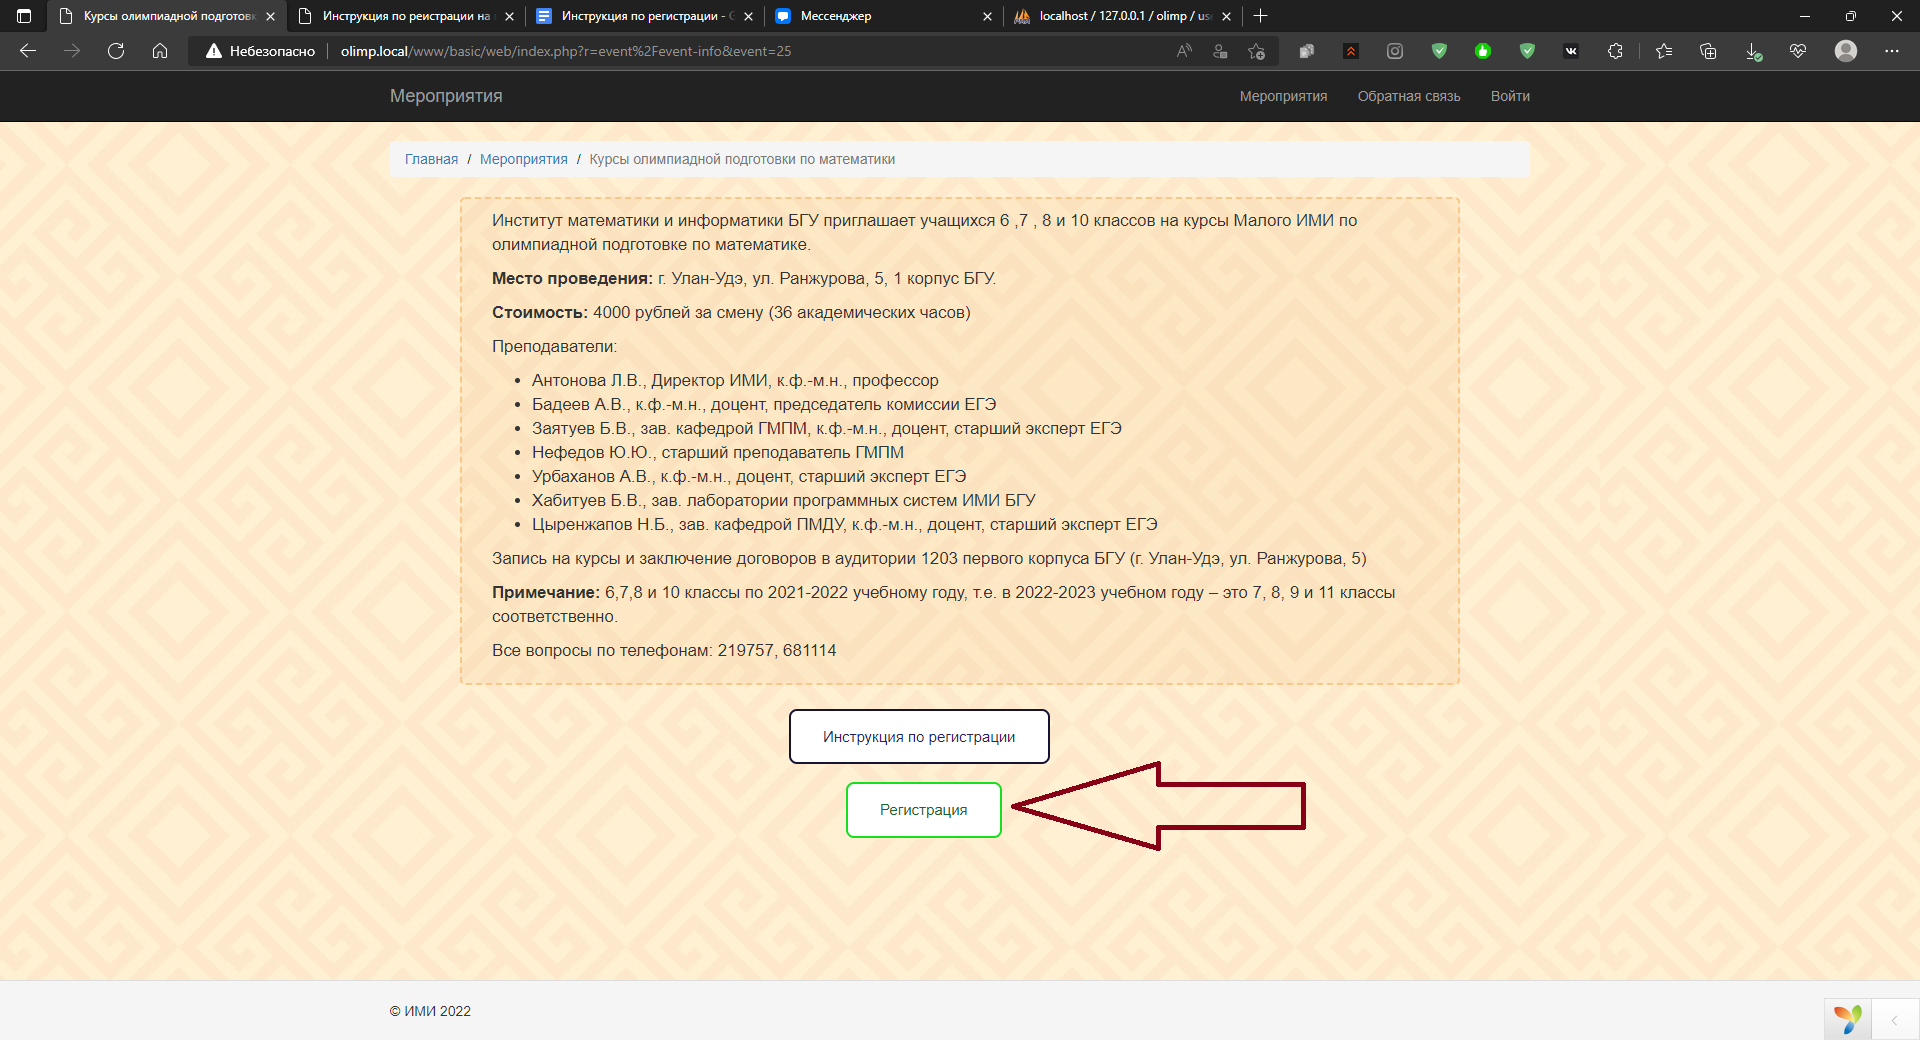 Курсы олимпиадной подготовк
Инструкция по реистрации на
Инструкция по регистрации - G
Мессенджер
localhost / 127.0.0.1 / olimp / us
Небезопасно
olimp.local/www/basic/web/index.php?r=event%2Fevent-info&event=25
Мероприятия
Мероприятия
Обратная связь
Войти
Главная / Мероприятия / Курсы олимпиадной подготовки по математики
Институт математики и информатики БГУ приглашает учащихся 6 ,7 , 8 и 10 классов на курсы Малого ИМИ по
олимпиадной подготовке по математике.
Место проведения: г. Улан-Удэ, ул. Ранжурова, 5, 1 корпус БГУ.
Стоимость: 4000 рублей за смену (36 академических часов)
Преподаватели:
• Антонова Л.В., Директор ИМИ, к.ф.-м.н., профессор
• Бадеев А.В., к.ф.-м.н., доцент, председатель комиссии ЕГЭ
• Заятуев Б.В., зав. кафедрой ГМПМ, к.ф.-м.н., доцент, старший эксперт ЕГЭ
• Нефедов Ю.Ю., старший преподаватель ГМПМ
• Урбаханов А.В., к.ф.-м.н., доцент, старший эксперт ЕГЭ
• Хабитуев Б.В., зав. лаборатории программных систем ИМИ БГУ
• Цыренжапов Н.Б., зав. кафедрой ПМДУ, к.ф.-м.н., доцент, старший эксперт ЕГЭ
Запись на курсы и заключение договоров в аудитории 1203 первого корпуса БГУ (г. Улан-Удэ, ул. Ранжурова, 5)
Примечание: 6,7,8 и 10 классы по 2021-2022 учебному году, т.е. в 2022-2023 учебном году – это 7, 8, 9 и 11 классы
соответственно.
Все вопросы по телефонам: 219757, 681114
Инструкция по регистрации
Регистрация
© ИМИ 2022